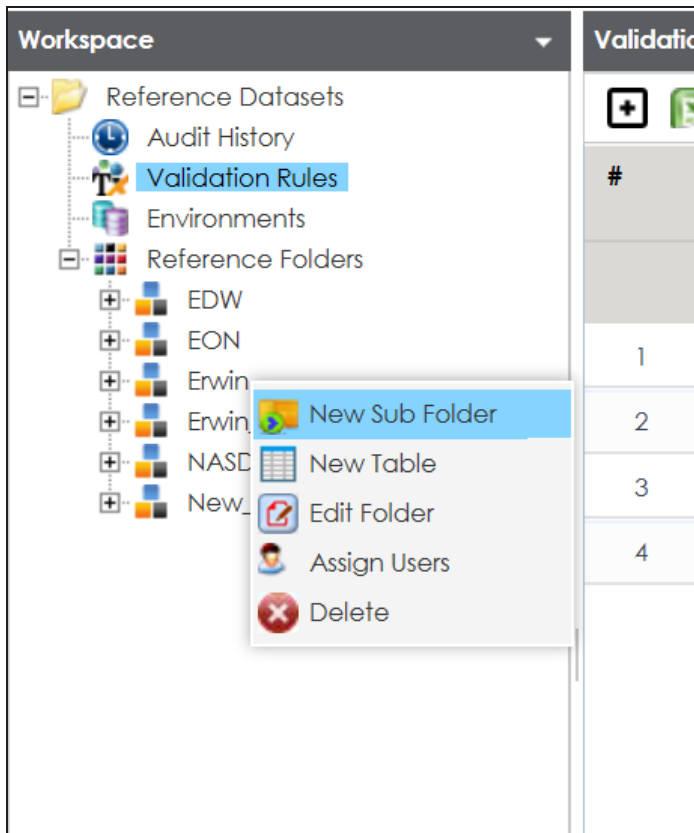 Workspace
Reference Datasets
Audit History
Validation Rules
Environments
Reference Folders
EDW
EON
Erwin
Erwin_
NASD
New_
New Sub Folder
New Table
Edit Folder
Assign Users
Delete
Validatio
#
1
2
3
4